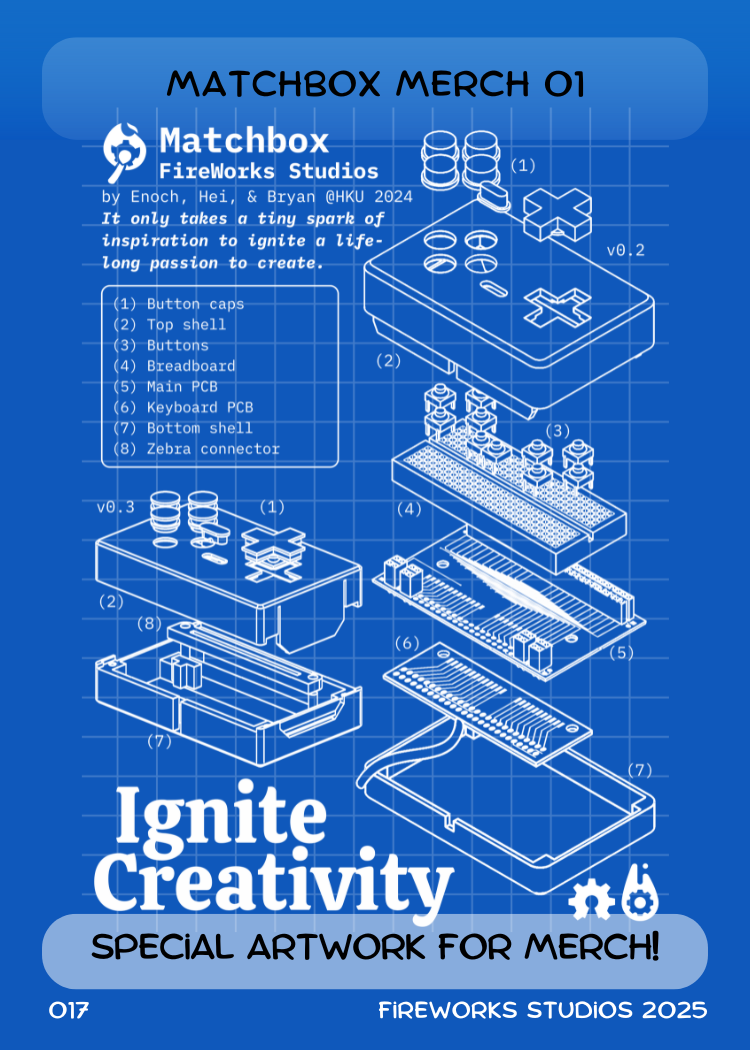 MATCHBOX MERCH 01
Matchbox
FireWorks Studios
by Enoch, Hei, & Bryan @HKU 2024
It only takes a tiny spark of
inspiration to ignite a life-
long passion to create.
(1) Button caps
(2) Top shell
(3) Buttons
(4) Breadboard
(5) Main PCB
(6) Keyboard PCB
(7) Bottom shell
(8) Zebra connector
(1)
v0.2
(2)
(3)
(4)
(5)
(6)
(7)
v0.3
(1)
(2)
(8)
(7)
Ignite
Creativity
SPECIAL ARTWORK FOR MERCH!
017
FIREWORKS STUDIOS 2025